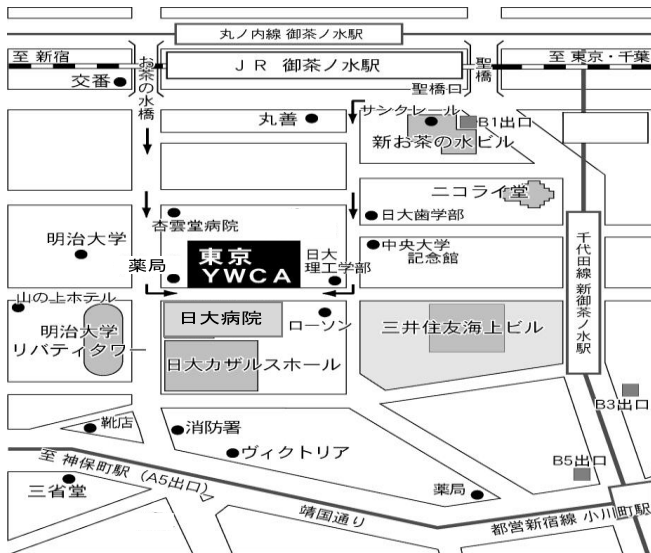 丸ノ内線 御茶ノ水駅
至 新宿
お茶の水橋
JR 御茶ノ水駅
聖橋
至 東京・千葉
交番
聖橋口
丸善
サンクレール
B1出口
新お茶の水ビル
ニコライ堂
杏雲堂病院
日大歯学部
明治大学
東京
YWCA
日大
理工学部
中央大学
記念館
千代田線 新御茶ノ水駅
薬局
山の上ホテル
日大病院
ローソン
三井住友海上ビル
明治大学
リバティタワー
日大カザルスホール
B3出口
靴店
消防署
ヴィクトリア
B5出口
至 神保町駅 (A5出口)
三省堂
薬局
靖国通り
都営新宿線 小川町駅